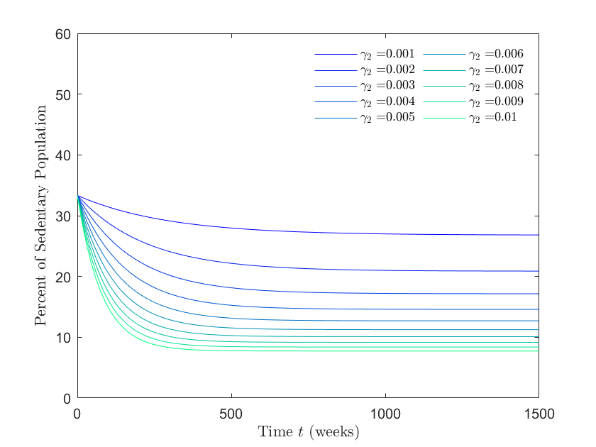 60
50
40
30
20
10
0
0 500 1000 1500
Percent of Sedentary Population
Time t (weeks)
γ₂ =0.001
γ₂ =0.002
γ₂ =0.003
γ₂ =0.004
γ₂ =0.005
γ₂ =0.006
γ₂ =0.007
γ₂ =0.008
γ₂ =0.009
γ₂ =0.01